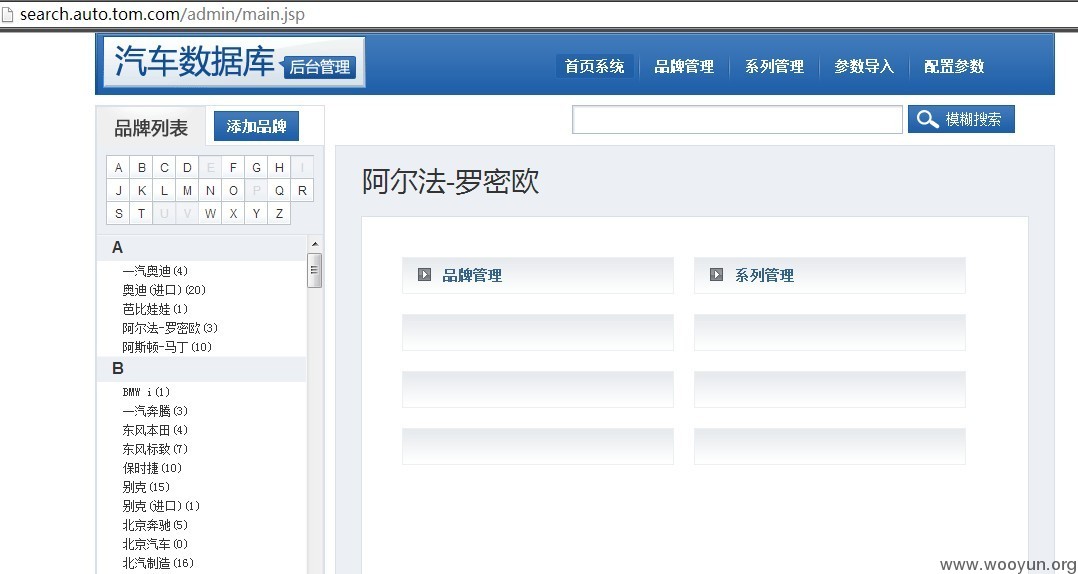 search.auto.tom.com/admin/main.jsp
汽车数据库 后台管理
首页系统 品牌管理 系列管理 参数导入 配置参数
品牌列表 添加品牌
模糊搜索
A B C D E F G H I
J K L M N O P Q R
S T U V W X Y Z
阿尔法-罗密欧
品牌管理 系列管理
A
一汽奥迪(4)
奥迪(进口)(20)
芭比娃娃(1)
阿尔法-罗密欧(3)
阿斯顿-马丁(10)
B
BMW i(1)
一汽奔腾(3)
东风本田(4)
东风标致(7)
保时捷(10)
别克(15)
别克(进口)(1)
北京奔驰(5)
北京汽车(0)
北汽制造(16)
www.wooyun.org